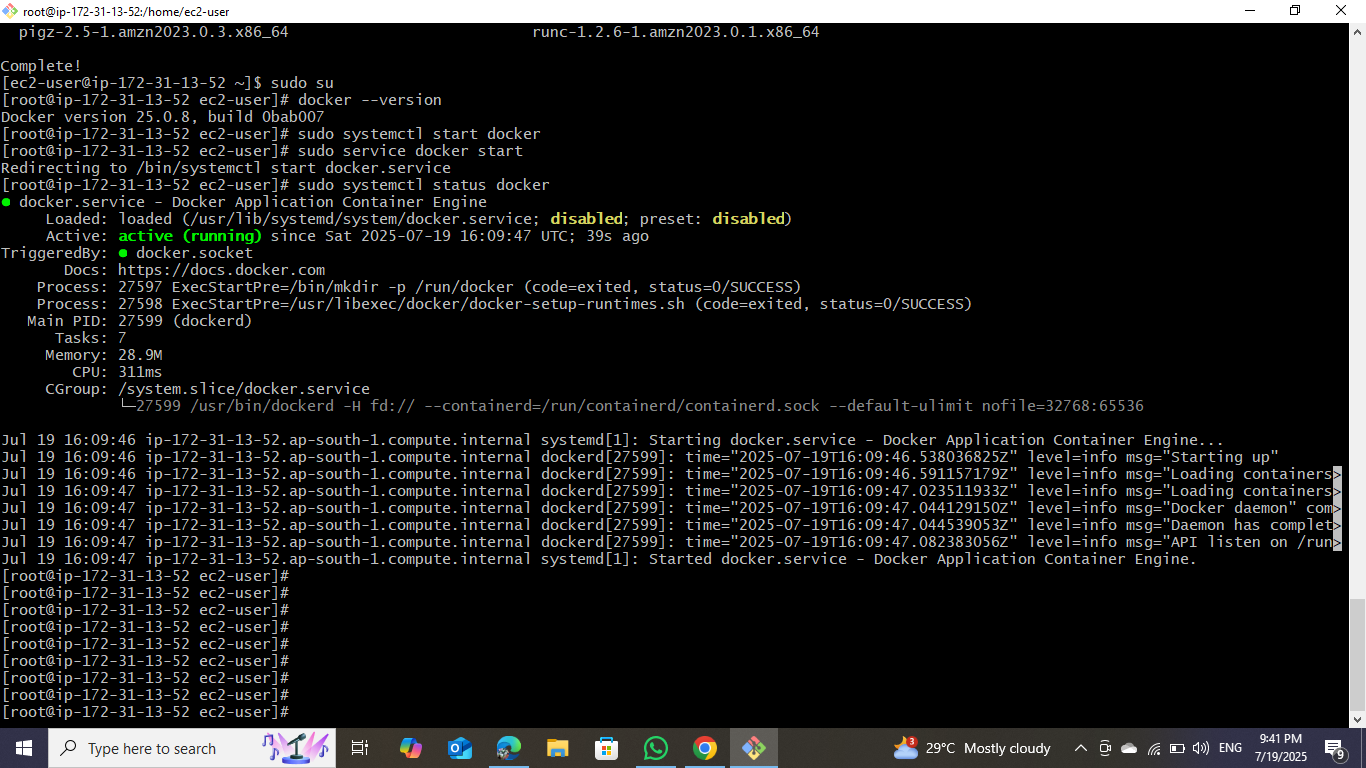 root@ip-172-31-13-52:/home/ec2-user
pigz-2.5-1.amzn2023.0.3.x86_64 runc-1.2.6-1.amzn2023.0.1.x86_64
Complete!
[ec2-user@ip-172-31-13-52 ~]$ sudo su
[root@ip-172-31-13-52 ec2-user]# docker --version
Docker version 25.0.8, build 0bab007
[root@ip-172-31-13-52 ec2-user]# sudo systemctl start docker
[root@ip-172-31-13-52 ec2-user]# sudo service docker start
Redirecting to /bin/systemctl start docker.service
[root@ip-172-31-13-52 ec2-user]# sudo systemctl status docker
● docker.service - Docker Application Container Engine
Loaded: loaded (/usr/lib/systemd/system/docker.service; disabled; preset: disabled)
Active: active (running) since Sat 2025-07-19 16:09:47 UTC; 39s ago
TriggeredBy: ● docker.socket
Docs: https://docs.docker.com
Process: 27597 ExecStartPre=/bin/mkdir -p /run/docker (code=exited, status=0/SUCCESS)
Process: 27598 ExecStartPre=/usr/libexec/docker/docker-setup-runtimes.sh (code=exited, status=0/SUCCESS)
Main PID: 27599 (dockerd)
Tasks: 7
Memory: 28.9M
CPU: 311ms
CGroup: /system.slice/docker.service
└─27599 /usr/bin/dockerd -H fd:// --containerd=/run/containerd/containerd.sock --default-ulimit nofile=32768:65536
Jul 19 16:09:46 ip-172-31-13-52.ap-south-1.compute.internal systemd[1]: Starting docker.service - Docker Application Container Engine...
Jul 19 16:09:46 ip-172-31-13-52.ap-south-1.compute.internal dockerd[27599]: time="2025-07-19T16:09:46.538036825Z" level=info msg="Starting up"
Jul 19 16:09:46 ip-172-31-13-52.ap-south-1.compute.internal dockerd[27599]: time="2025-07-19T16:09:46.591157179Z" level=info msg="Loading containers>
Jul 19 16:09:47 ip-172-31-13-52.ap-south-1.compute.internal dockerd[27599]: time="2025-07-19T16:09:47.023511933Z" level=info msg="Loading containers>
Jul 19 16:09:47 ip-172-31-13-52.ap-south-1.compute.internal dockerd[27599]: time="2025-07-19T16:09:47.044129150Z" level=info msg="Docker daemon" com>
Jul 19 16:09:47 ip-172-31-13-52.ap-south-1.compute.internal dockerd[27599]: time="2025-07-19T16:09:47.044539053Z" level=info msg="Daemon has complet>
Jul 19 16:09:47 ip-172-31-13-52.ap-south-1.compute.internal dockerd[27599]: time="2025-07-19T16:09:47.082383056Z" level=info msg="API listen on /run>
Jul 19 16:09:47 ip-172-31-13-52.ap-south-1.compute.internal systemd[1]: Started docker.service - Docker Application Container Engine.
[root@ip-172-31-13-52 ec2-user]#
[root@ip-172-31-13-52 ec2-user]#
[root@ip-172-31-13-52 ec2-user]#
[root@ip-172-31-13-52 ec2-user]#
[root@ip-172-31-13-52 ec2-user]#
[root@ip-172-31-13-52 ec2-user]#
[root@ip-172-31-13-52 ec2-user]#
[root@ip-172-31-13-52 ec2-user]#
[root@ip-172-31-13-52 ec2-user]#
Type here to search
3
29°C Mostly cloudy
ENG
9:41 PM
7/19/2025
9